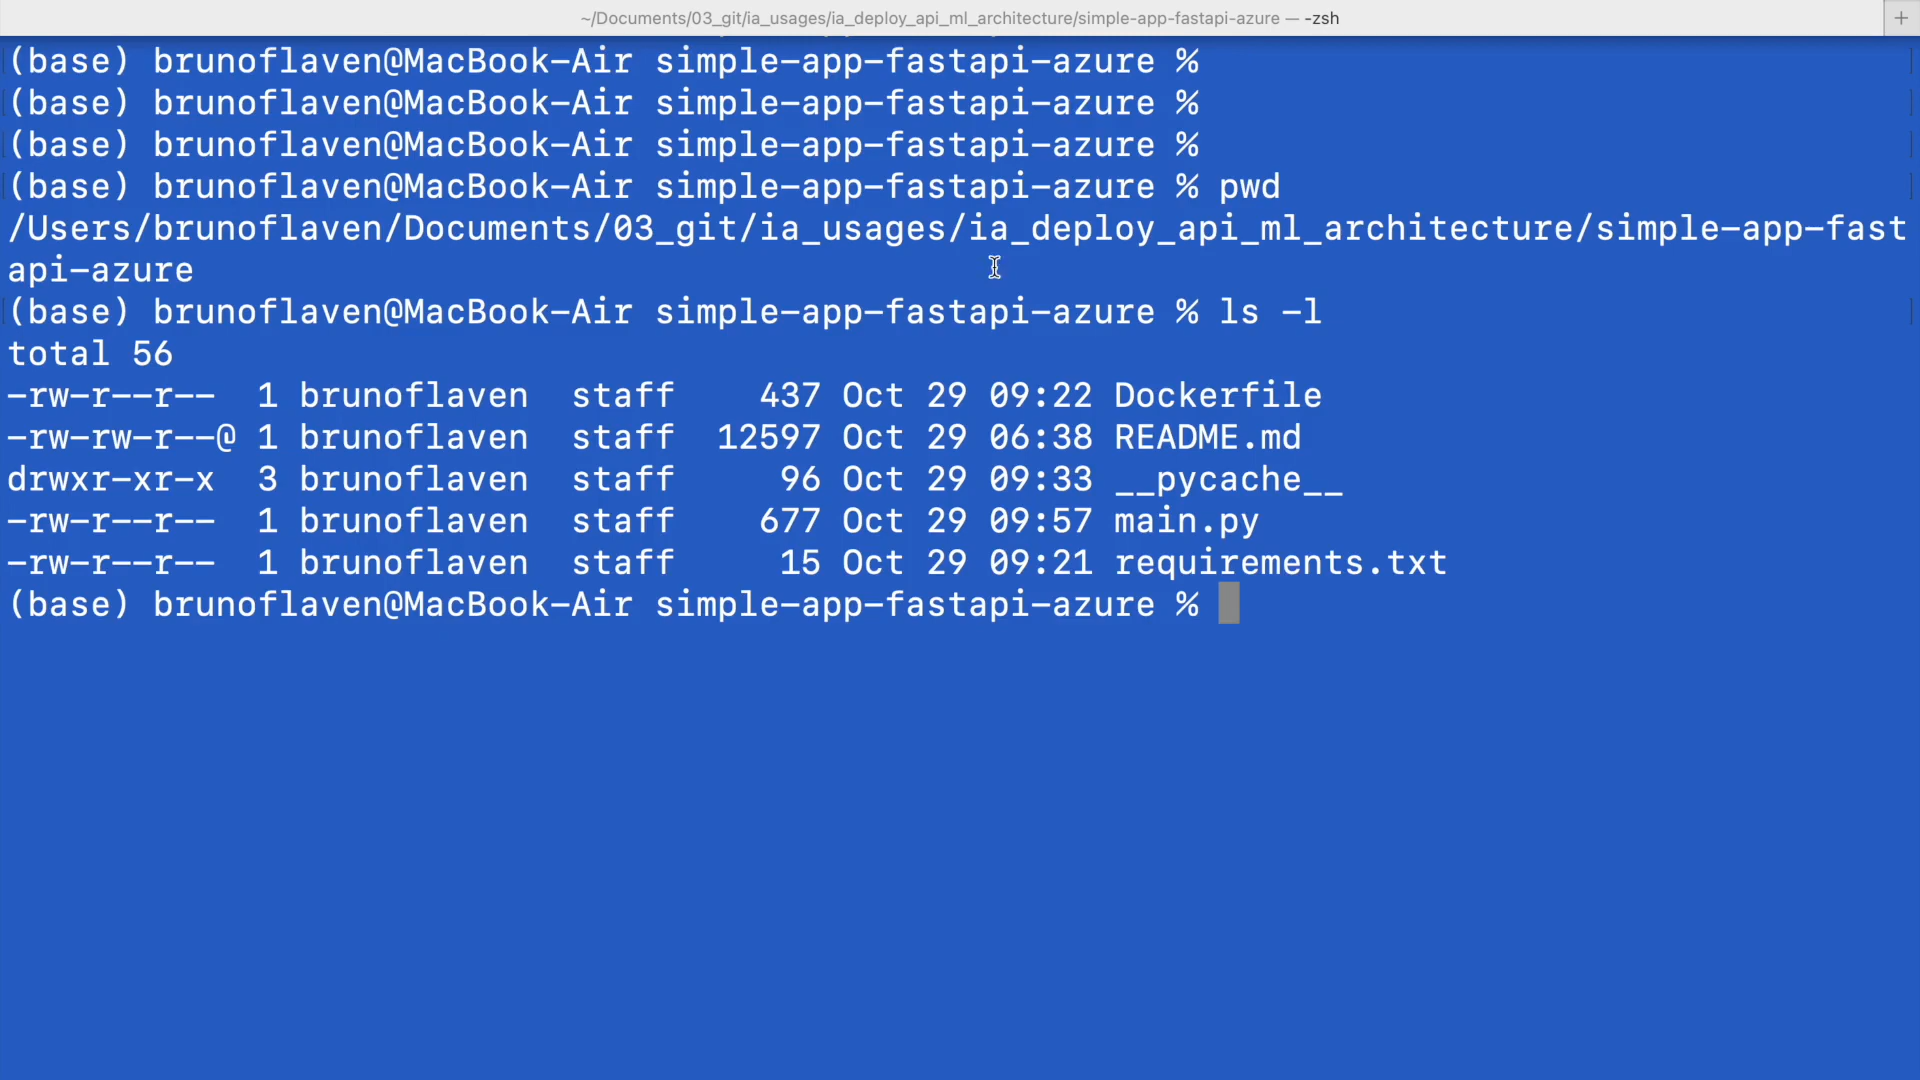 ~/Documents/03_git/ia_usages/ia_deploy_api_ml_architecture/simple-app-fastapi-azure — -zsh +
(base) brunoflaven@MacBook-Air simple-app-fastapi-azure %
(base) brunoflaven@MacBook-Air simple-app-fastapi-azure %
(base) brunoflaven@MacBook-Air simple-app-fastapi-azure %
(base) brunoflaven@MacBook-Air simple-app-fastapi-azure % pwd
/Users/brunoflaven/Documents/03_git/ia_usages/ia_deploy_api_ml_architecture/simple-app-fast
api-azure
(base) brunoflaven@MacBook-Air simple-app-fastapi-azure % ls -l
total 56
-rw-r--r--  1 brunoflaven  staff    437 Oct 29 09:22 Dockerfile
-rw-rw-r--@ 1 brunoflaven  staff  12597 Oct 29 06:38 README.md
drwxr-xr-x  3 brunoflaven  staff     96 Oct 29 09:33 __pycache__
-rw-r--r--  1 brunoflaven  staff    677 Oct 29 09:57 main.py
-rw-r--r--  1 brunoflaven  staff     15 Oct 29 09:21 requirements.txt
(base) brunoflaven@MacBook-Air simple-app-fastapi-azure %